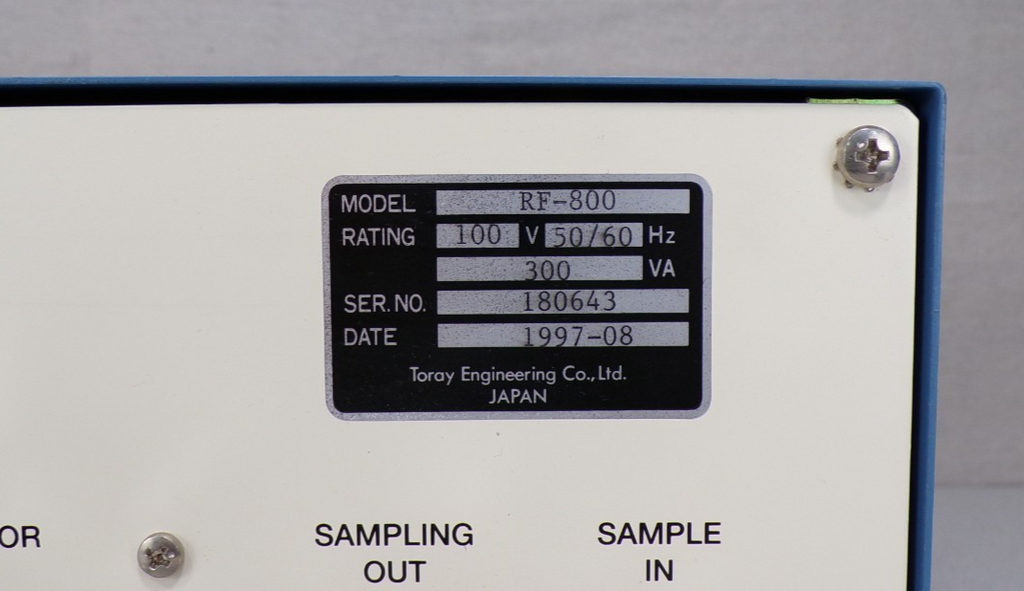 MODEL RF-800
RATING 100 V 50/60 Hz
300 VA
SER. NO. 180643
DATE 1997-08
Toray Engineering Co., Ltd.
JAPAN
OR SAMPLING SAMPLE
OUT IN